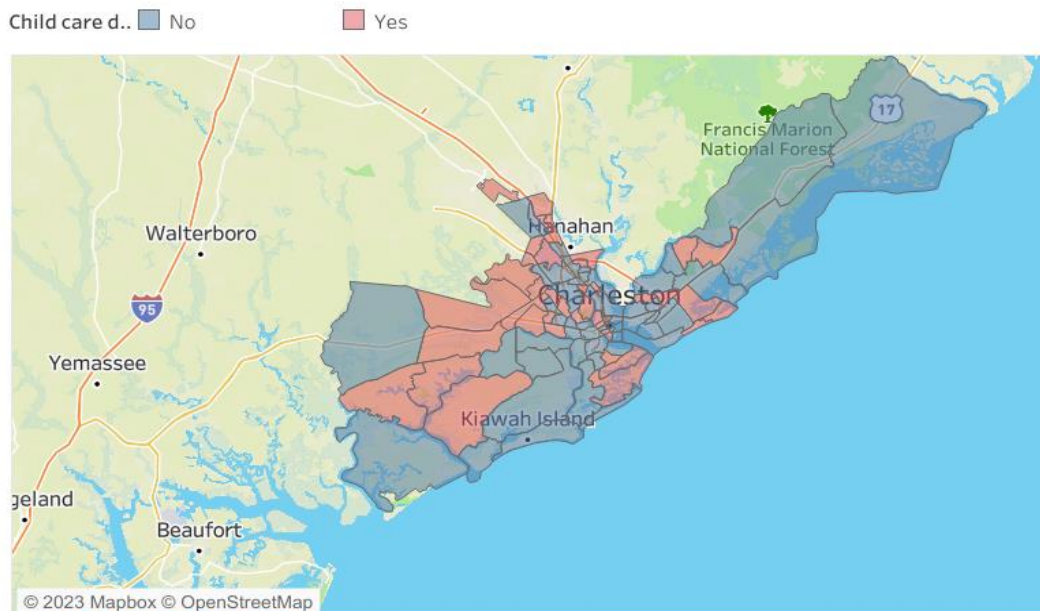 Child care d.. No Yes
17
Francis Marion
National Forest
Walterboro
Hanahan
Charleston
95
Yemassee
Kiawah Island
geland
Beaufort
© 2023 Mapbox © OpenStreetMap